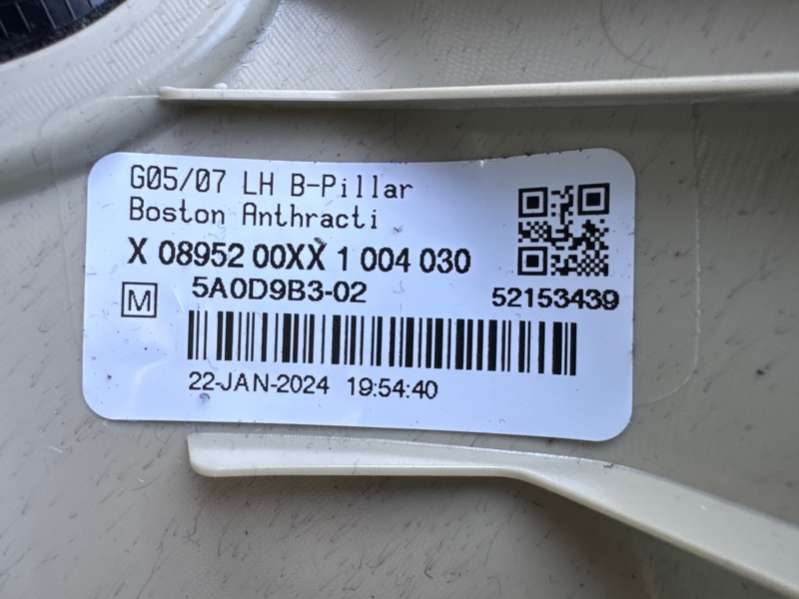 G05/07 LH B-Pillar
Boston Anthracti
X 08952 00XX 1 004 030
M 5A0D9B3-02 52153439
22-JAN-2024 19:54:40